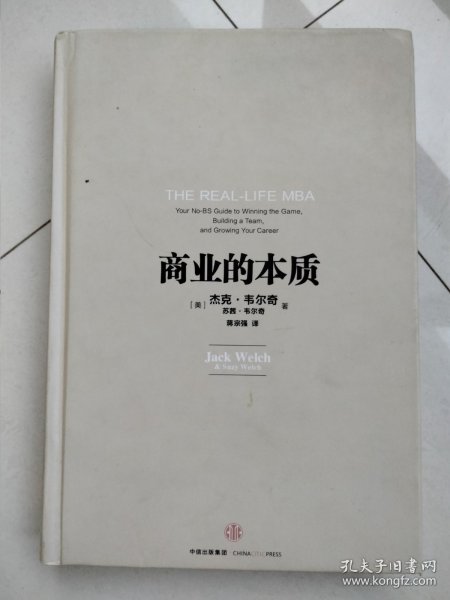 THE REAL-LIFE MBA
Your No-BS Guide to Winning the Game,
Building a Team,
and Growing Your Career
商业的本质
[美] 杰克·韦尔奇
苏茜·韦尔奇 著
蒋宗强 译
Jack Welch
& Suzy Welch
中信出版集团 CHINACITICPRESS
孔夫子旧书网
www.kongfz.com